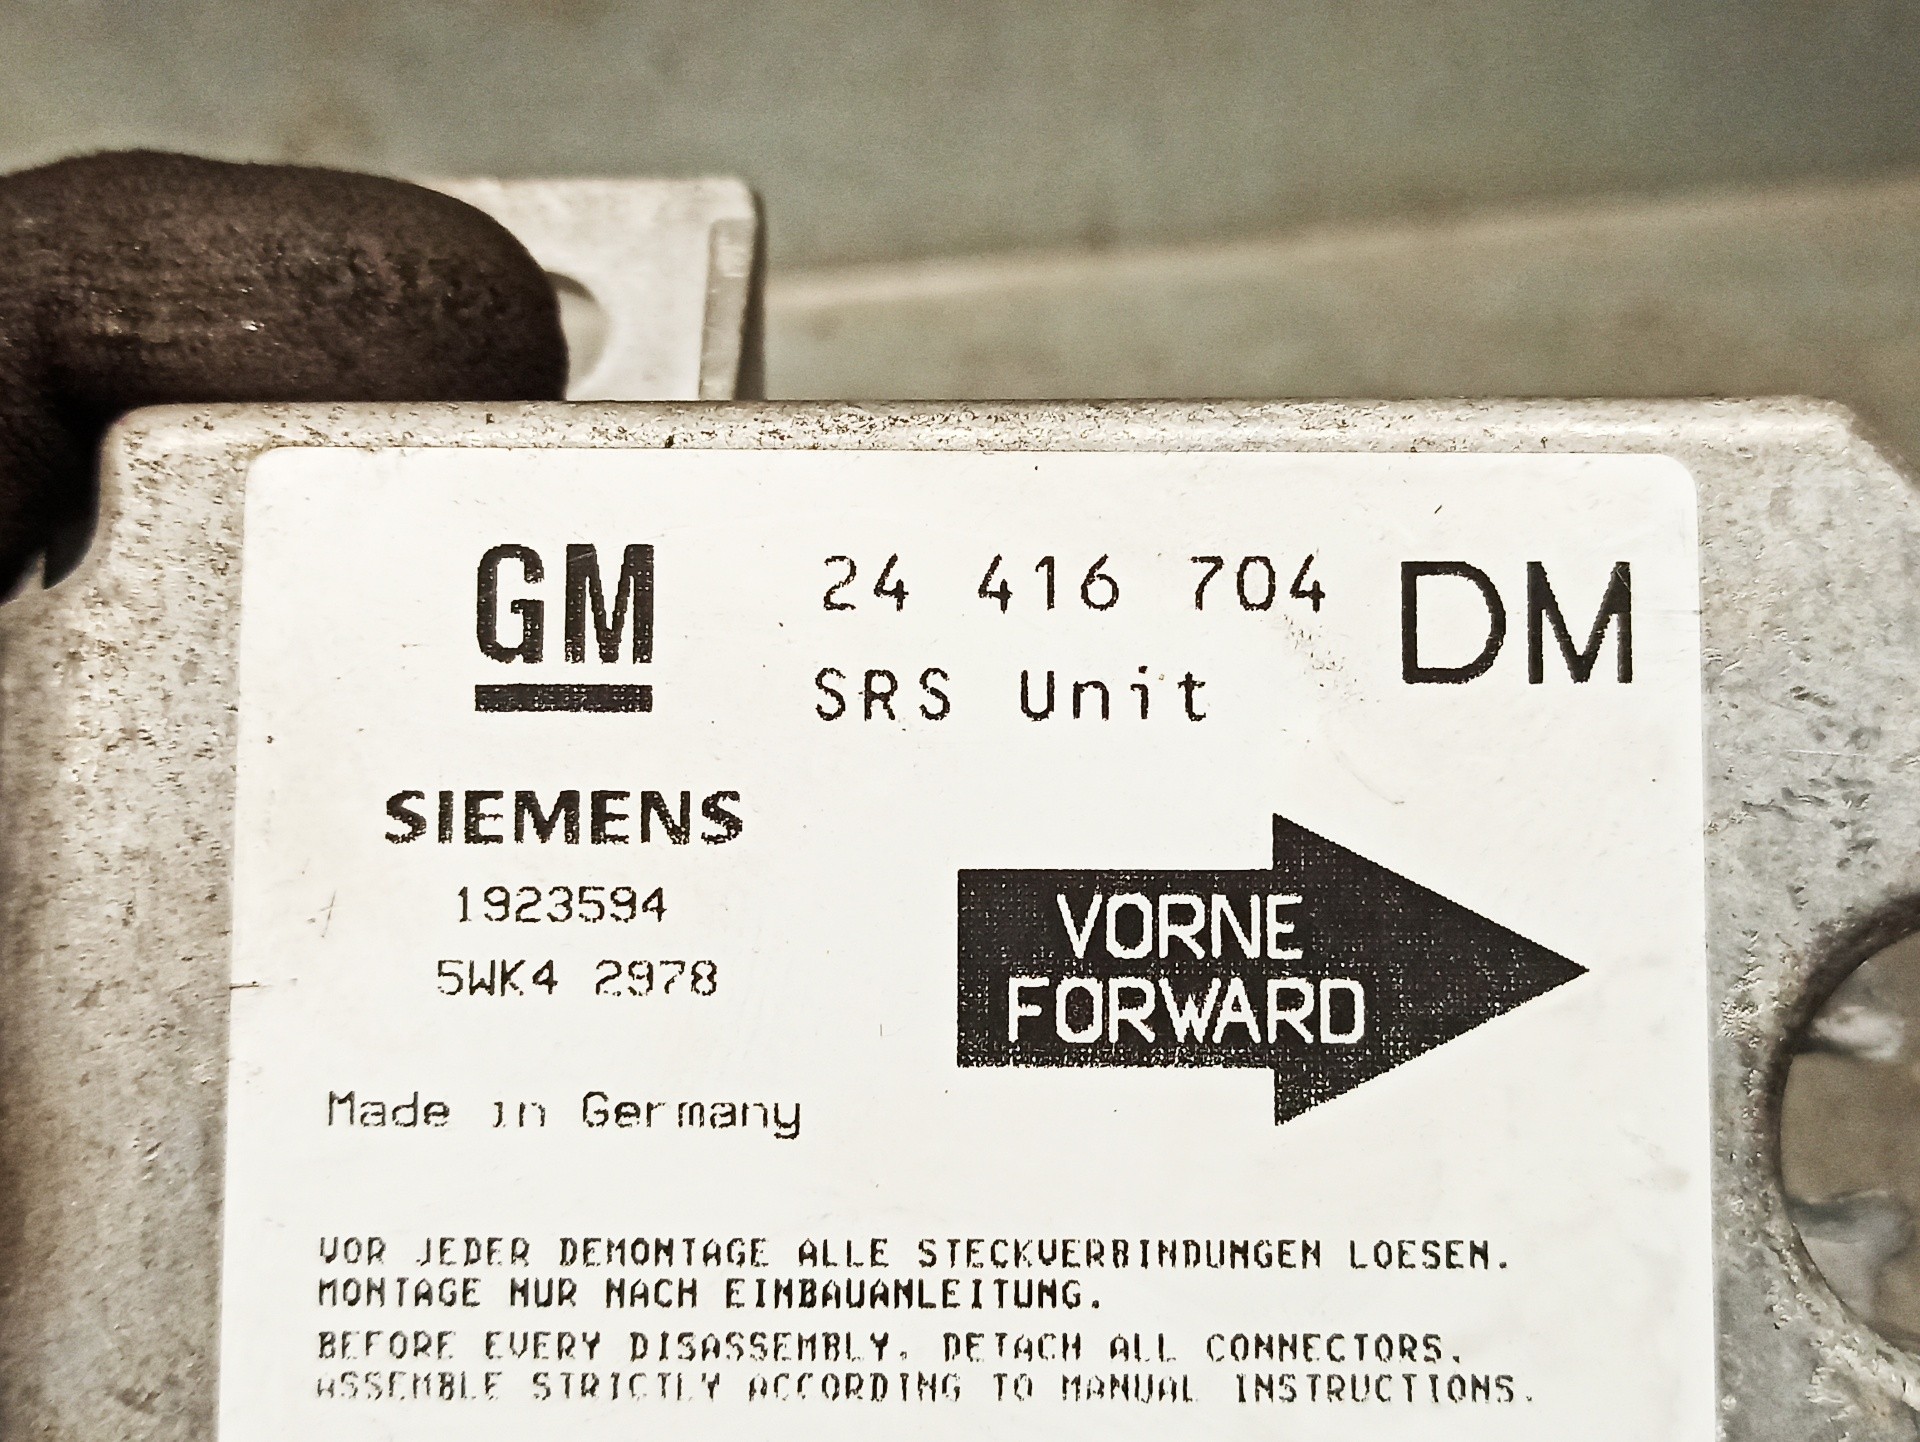 GM 24 416 704 DM
SRS Unit
SIEMENS
1923594
5WK4 2978
VORNE
FORWARD
Made in Germany
VOR JEDER DEMONTAGE ALLE STECKVERBINDUNGEN LOESEN.
MONTAGE NUR NACH EINBAUANLEITUNG.
BEFORE EVERY DISASSEMBLY, DETACH ALL CONNECTORS.
ASSEMBLE STRICTLY ACCORDING TO MANUAL INSTRUCTIONS.